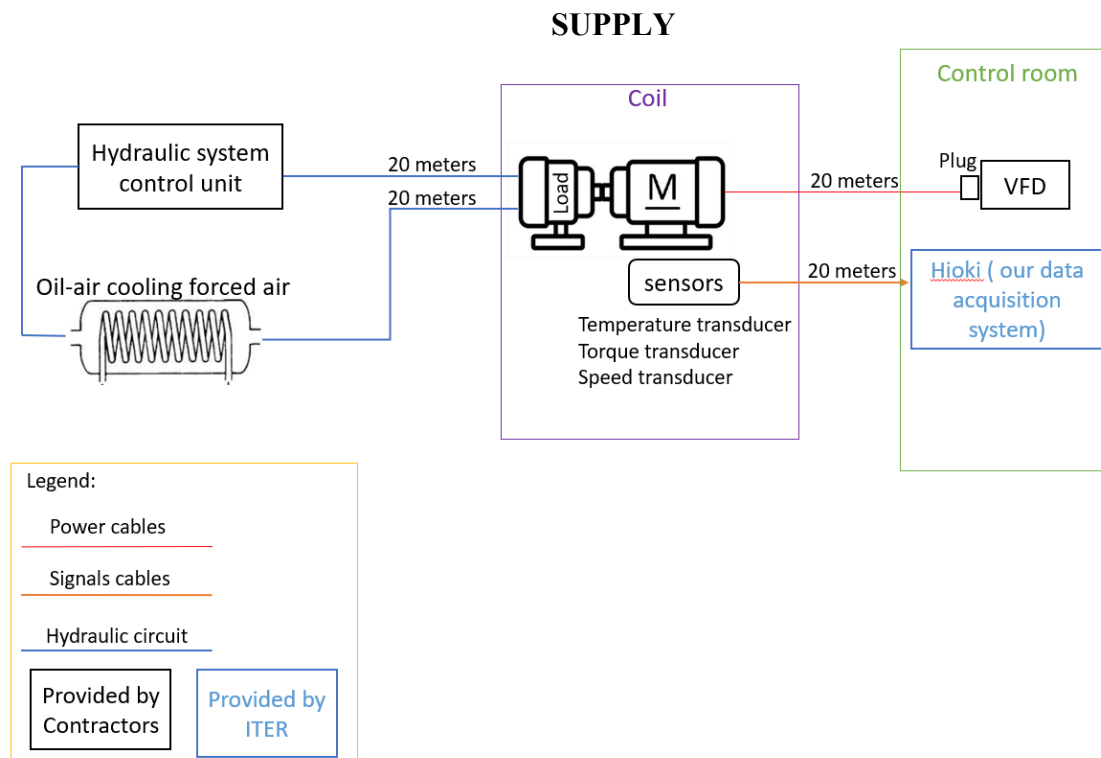 SUPPLY
Control room
Coil
Hydraulic system
control unit
20 meters
20 meters
Load
M
20 meters
Plug
VFD
Oil-air cooling forced air
sensors
20 meters
Hioki ( our data
acquisition
system)
Temperature transducer
Torque transducer
Speed transducer
Legend:
Power cables
Signals cables
Hydraulic circuit
Provided by
Contractors
Provided by
ITER